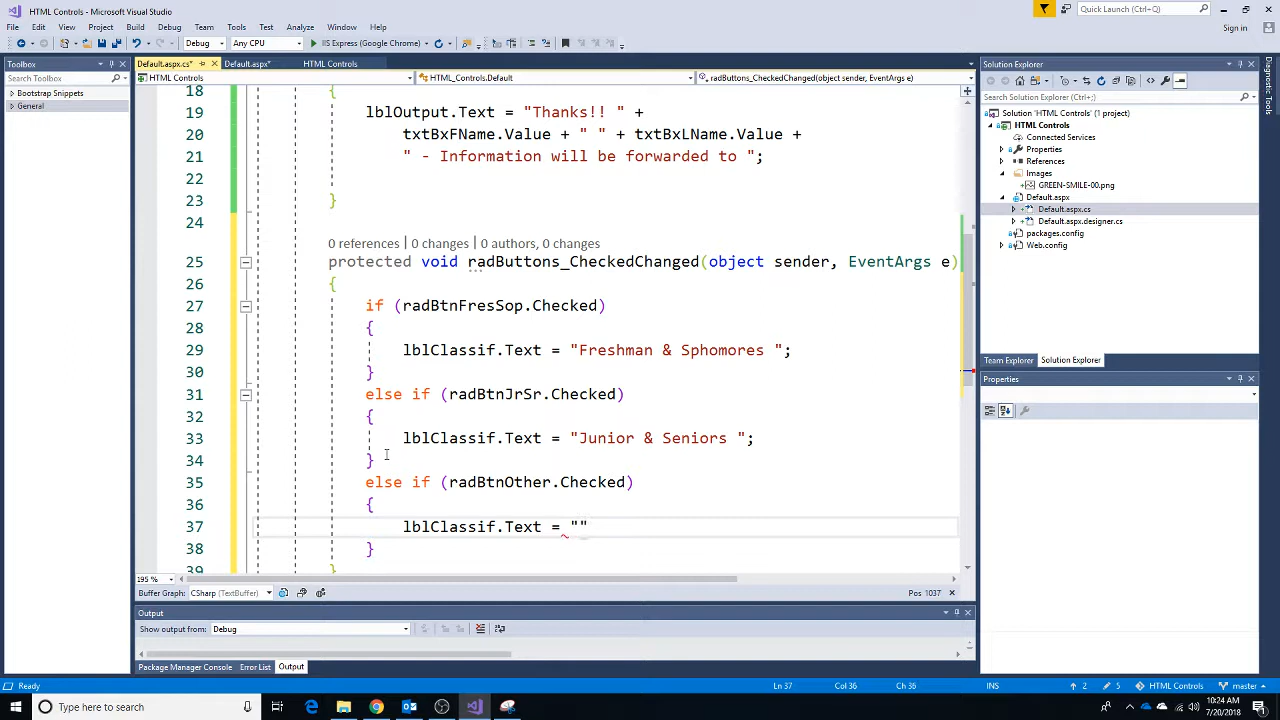 HTML Controls - Microsoft Visual Studio
Quick Launch (Ctrl+Q)
File Edit View Project Build Debug Team Tools Test Analyze Window Help
Sign in
Debug Any CPU IIS Express (Google Chrome)
Toolbox
Default.aspx.cs* Default.aspx* HTML Controls
Solution Explorer
Search Toolbox
HTML Controls HTML_Controls.Default radButtons_CheckedChanged(object sender, EventArgs e)
Bootstrap Snippets
General
Search Solution Explorer (Ctrl+;)
Solution 'HTML Controls' (1 project)
HTML Controls
Connected Services
Properties
References
Images
GREEN-SMILE-00.png
Default.aspx
Default.aspx.cs
Default.aspx.designer.cs
packages.config
Web.config
Diagnostic Tools
18 {
19 lblOutput.Text = "Thanks!! " +
20 txtBxFName.Value + " " + txtBxLName.Value +
21 " - Information will be forwarded to ";
22
23 }
24
0 references | 0 changes | 0 authors, 0 changes
25 protected void radButtons_CheckedChanged(object sender, EventArgs e)
26 {
27 if (radBtnFresSop.Checked)
28 {
29 lblClassif.Text = "Freshman & Sphomores ";
30 }
31 else if (radBtnJrSr.Checked)
32 {
33 lblClassif.Text = "Junior & Seniors ";
34 }
35 else if (radBtnOther.Checked)
36 {
37 lblClassif.Text = ""
38 }
39 }
Team Explorer Solution Explorer
Properties
195 %
Buffer Graph: CSharp (TextBuffer) Pos 1037
Output
Show output from: Debug
Package Manager Console Error List Output
Ready Ln 37 Col 36 Ch 36 INS 2 5 HTML Controls master
Type here to search
10:24 AM
7/20/2018